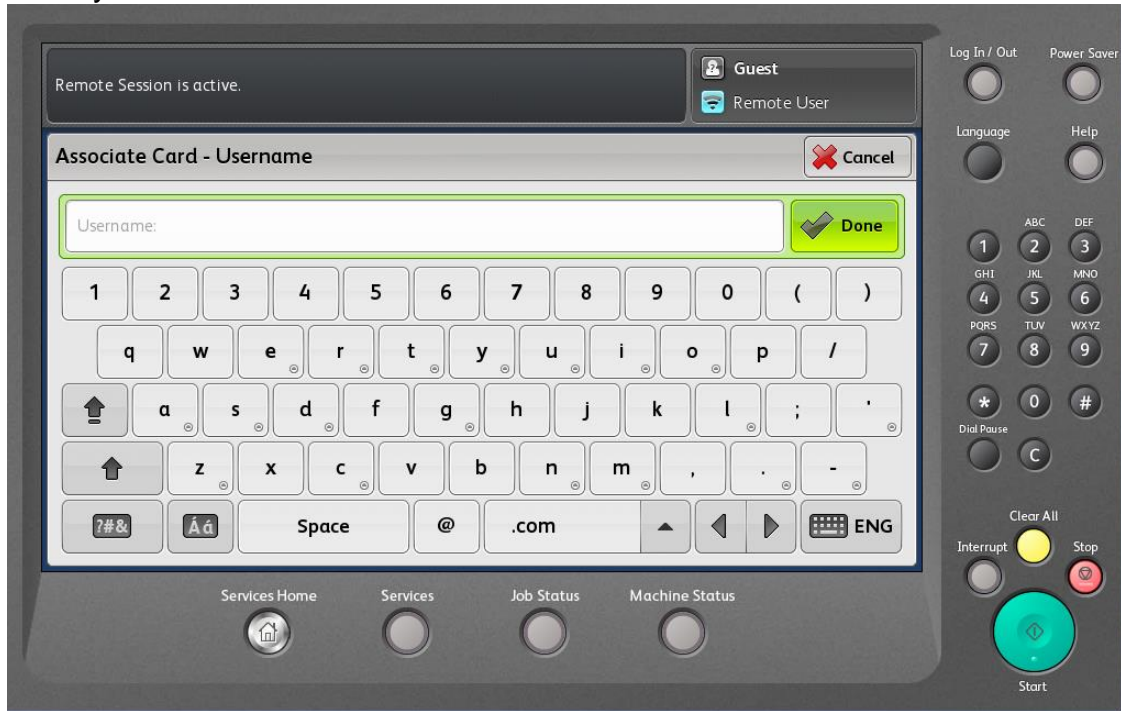 Log In / Out Power Saver
Guest
Remote Session is active.
Remote User
Language Help
Associate Card - Username
Cancel
Username:
Done
ABC DEF
1 2 3
GHI JKL MNO
4 5 6
PQRS TUV WXYZ
7 8 9
* 0 #
Dial Pause
C
1 2 3 4 5 6 7 8 9 0 ( )
q w e r t y u i o p /
a s d f g h j k l ; '
z x c v b n m , . -
?#& Áá Space @ .com ENG
Clear All
Interrupt Stop
Services Home Services Job Status Machine Status
Start